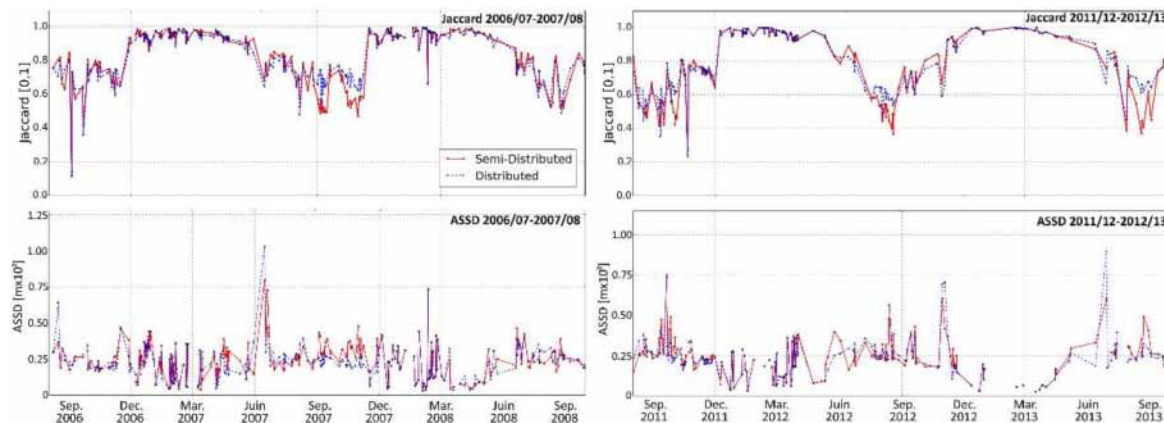 Jaccard 2006/07-2007/08
Jaccard [0,1]
1.0
0.8
0.6
0.4
0.2
0.0
Semi-Distributed
Distributed
Jaccard 2011/12-2012/13
Jaccard [0,1]
1.0
0.8
0.6
0.4
0.2
0.0
ASSD 2006/07-2007/08
ASSD [mx10³]
1.25
1.00
0.75
0.50
0.25
0
Sep. 2006
Dec. 2006
Mar. 2007
Juin 2007
Sep. 2007
Dec. 2007
Mar. 2008
Juin 2008
Sep. 2008
ASSD 2011/12-2012/13
1.00
0.75
0.50
0.25
0
Sep. 2011
Dec. 2011
Mar. 2012
Juin 2012
Sep. 2012
Dec. 2012
Mar. 2013
Juin 2013
Sep. 2013